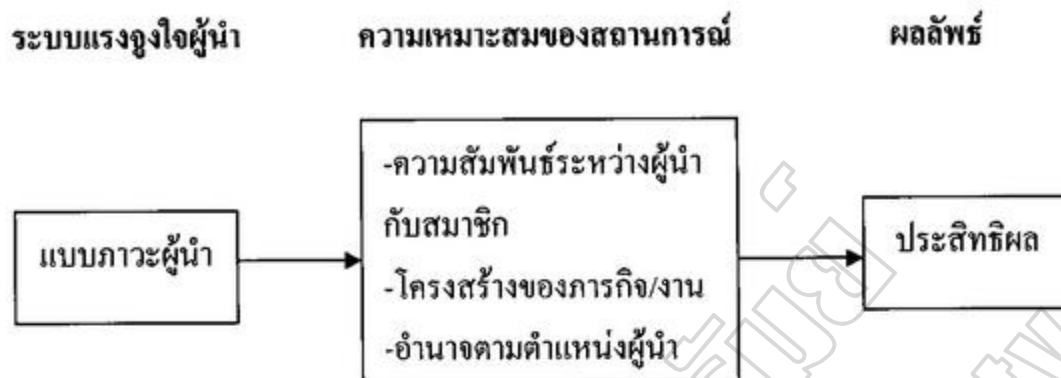 ระบบแรงจูงใจผู้นำ ความเหมาะสมของสถานการณ์ ผลลัพธ์
แบบภาวะผู้นำ
-ความสัมพันธ์ระหว่างผู้นำ
กับสมาชิก
-โครงสร้างของภารกิจ/งาน
-อำนาจตามตำแหน่งผู้นำ
ประสิทธิผล